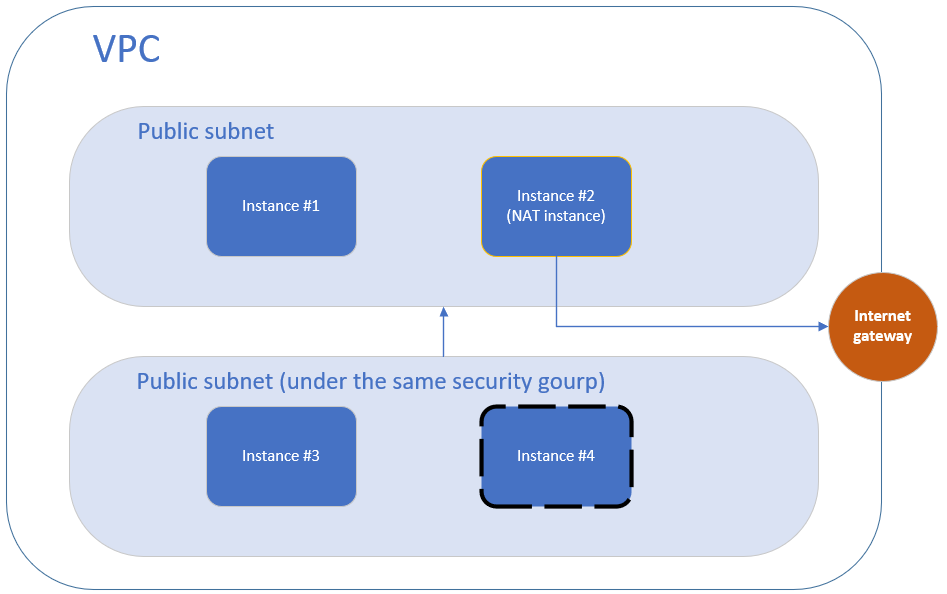 VPC
Public subnet
Instance #1
Instance #2
(NAT instance)
Internet
gateway
Public subnet (under the same security gourp)
Instance #3
Instance #4